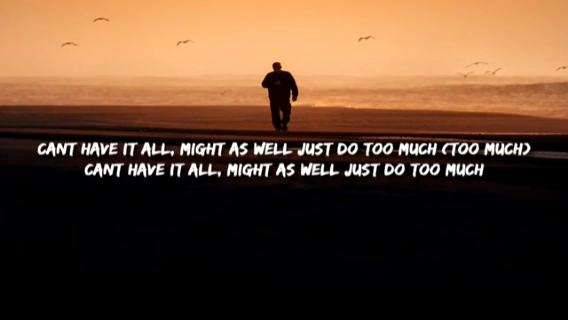 CANT HAVE IT ALL, MIGHT AS WELL JUST DO TOO MUCH (TOO MUCH)
CANT HAVE IT ALL, MIGHT AS WELL JUST DO TOO MUCH